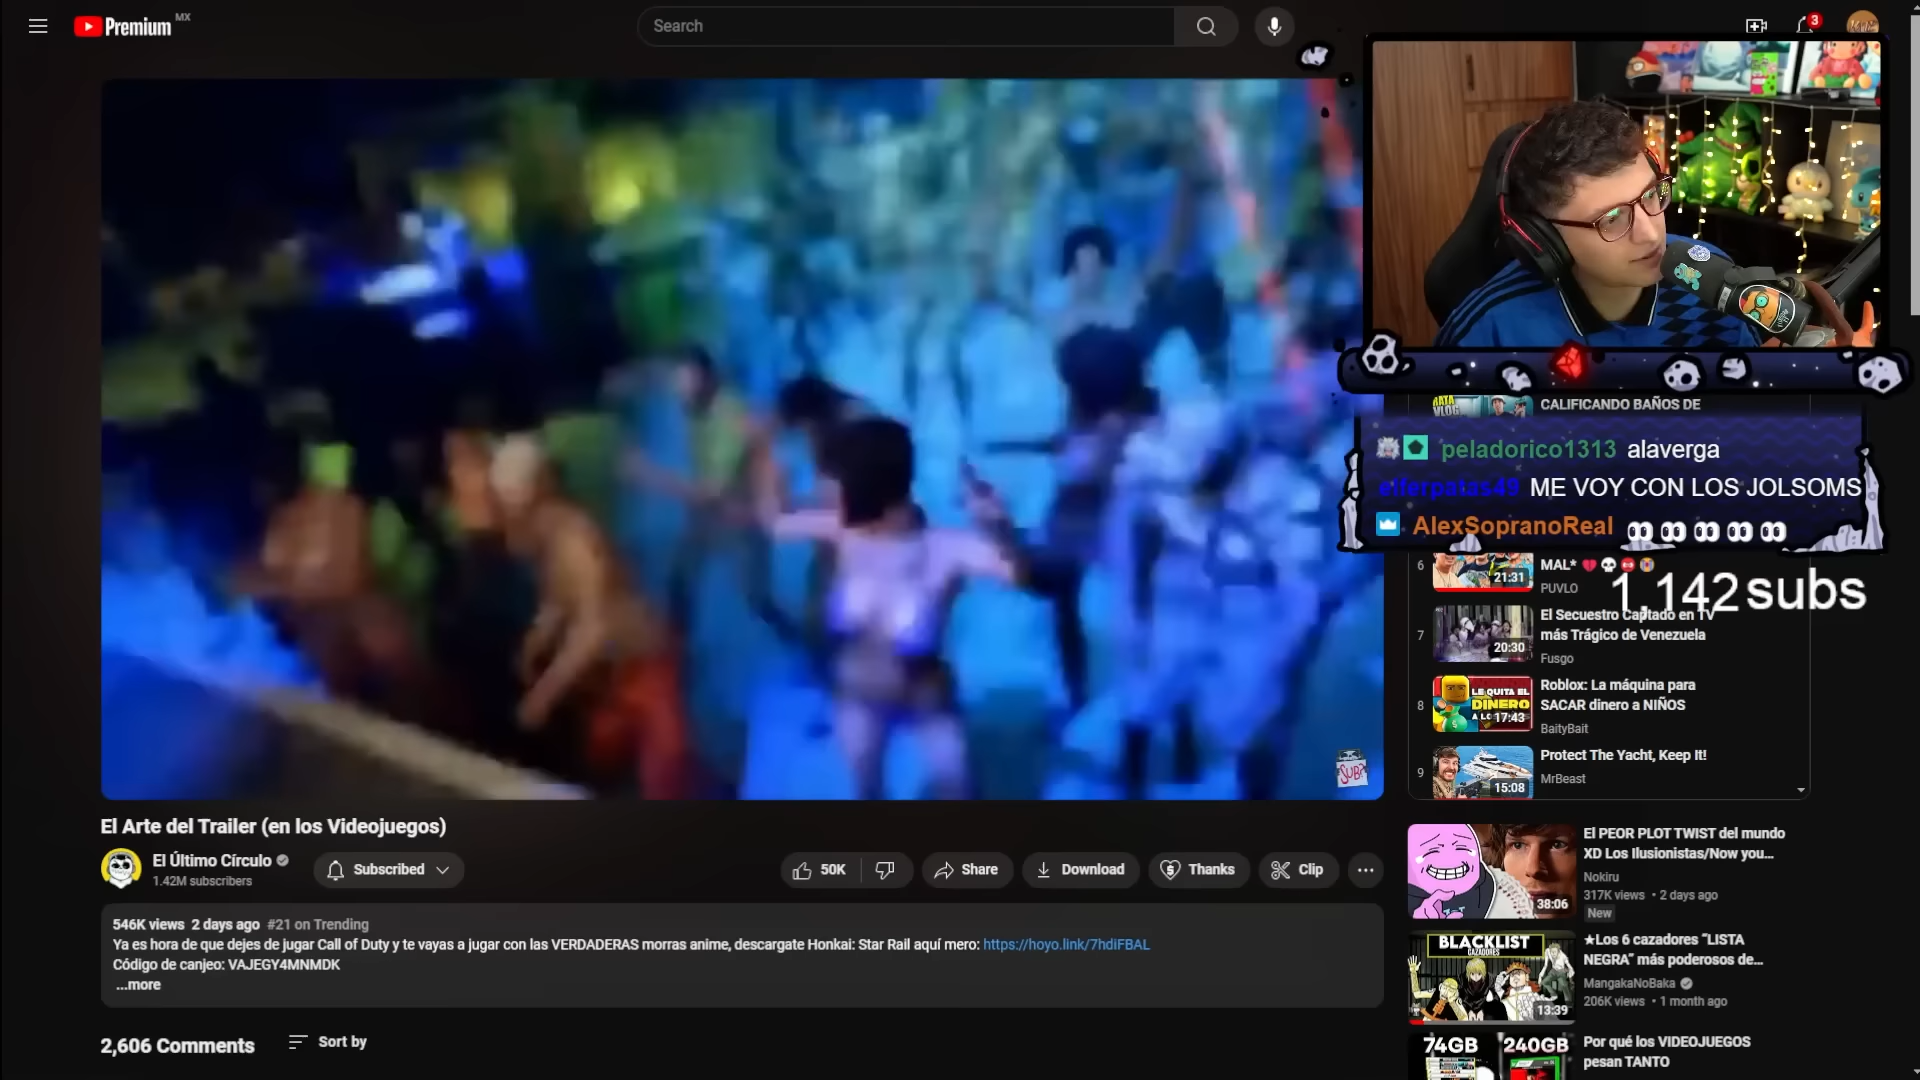 Premium MX
Search
3
SUB?
CALIFICANDO BAÑOS DE
peladorico1313 alaverga
elferpatas49 ME VOY CON LOS JOLSOMS
AlexSopranoReal
6
21:31
MAL*
PUVLO
1,142 subs
7
20:30
El Secuestro Captado en TV
más Trágico de Venezuela
Fusgo
8
LE QUITA EL
DINERO
17:43
Roblox: La máquina para
SACAR dinero a NIÑOS
BaityBait
9
15:08
Protect The Yacht, Keep It!
MrBeast
El Arte del Trailer (en los Videojuegos)
El Último Círculo
1.42M subscribers
Subscribed
50K
Share
Download
Thanks
Clip
546K views 2 days ago #21 on Trending
Ya es hora de que dejes de jugar Call of Duty y te vayas a jugar con las VERDADERAS morras anime, descargate Honkai: Star Rail aquí mero: https://hoyo.link/7hdiFBAL
Código de canjeo: VAJEGY4MNMDK
...more
2,606 Comments
Sort by
38:06
El PEOR PLOT TWIST del mundo
XD Los Ilusionistas/Now you...
Nokiru
317K views • 2 days ago
New
BLACKLIST
CAZADORES
13:39
★Los 6 cazadores “LISTA
NEGRA” más poderosos de...
MangakaNoBaka
206K views • 1 month ago
74GB 240GB
Por qué los VIDEOJUEGOS
pesan TANTO